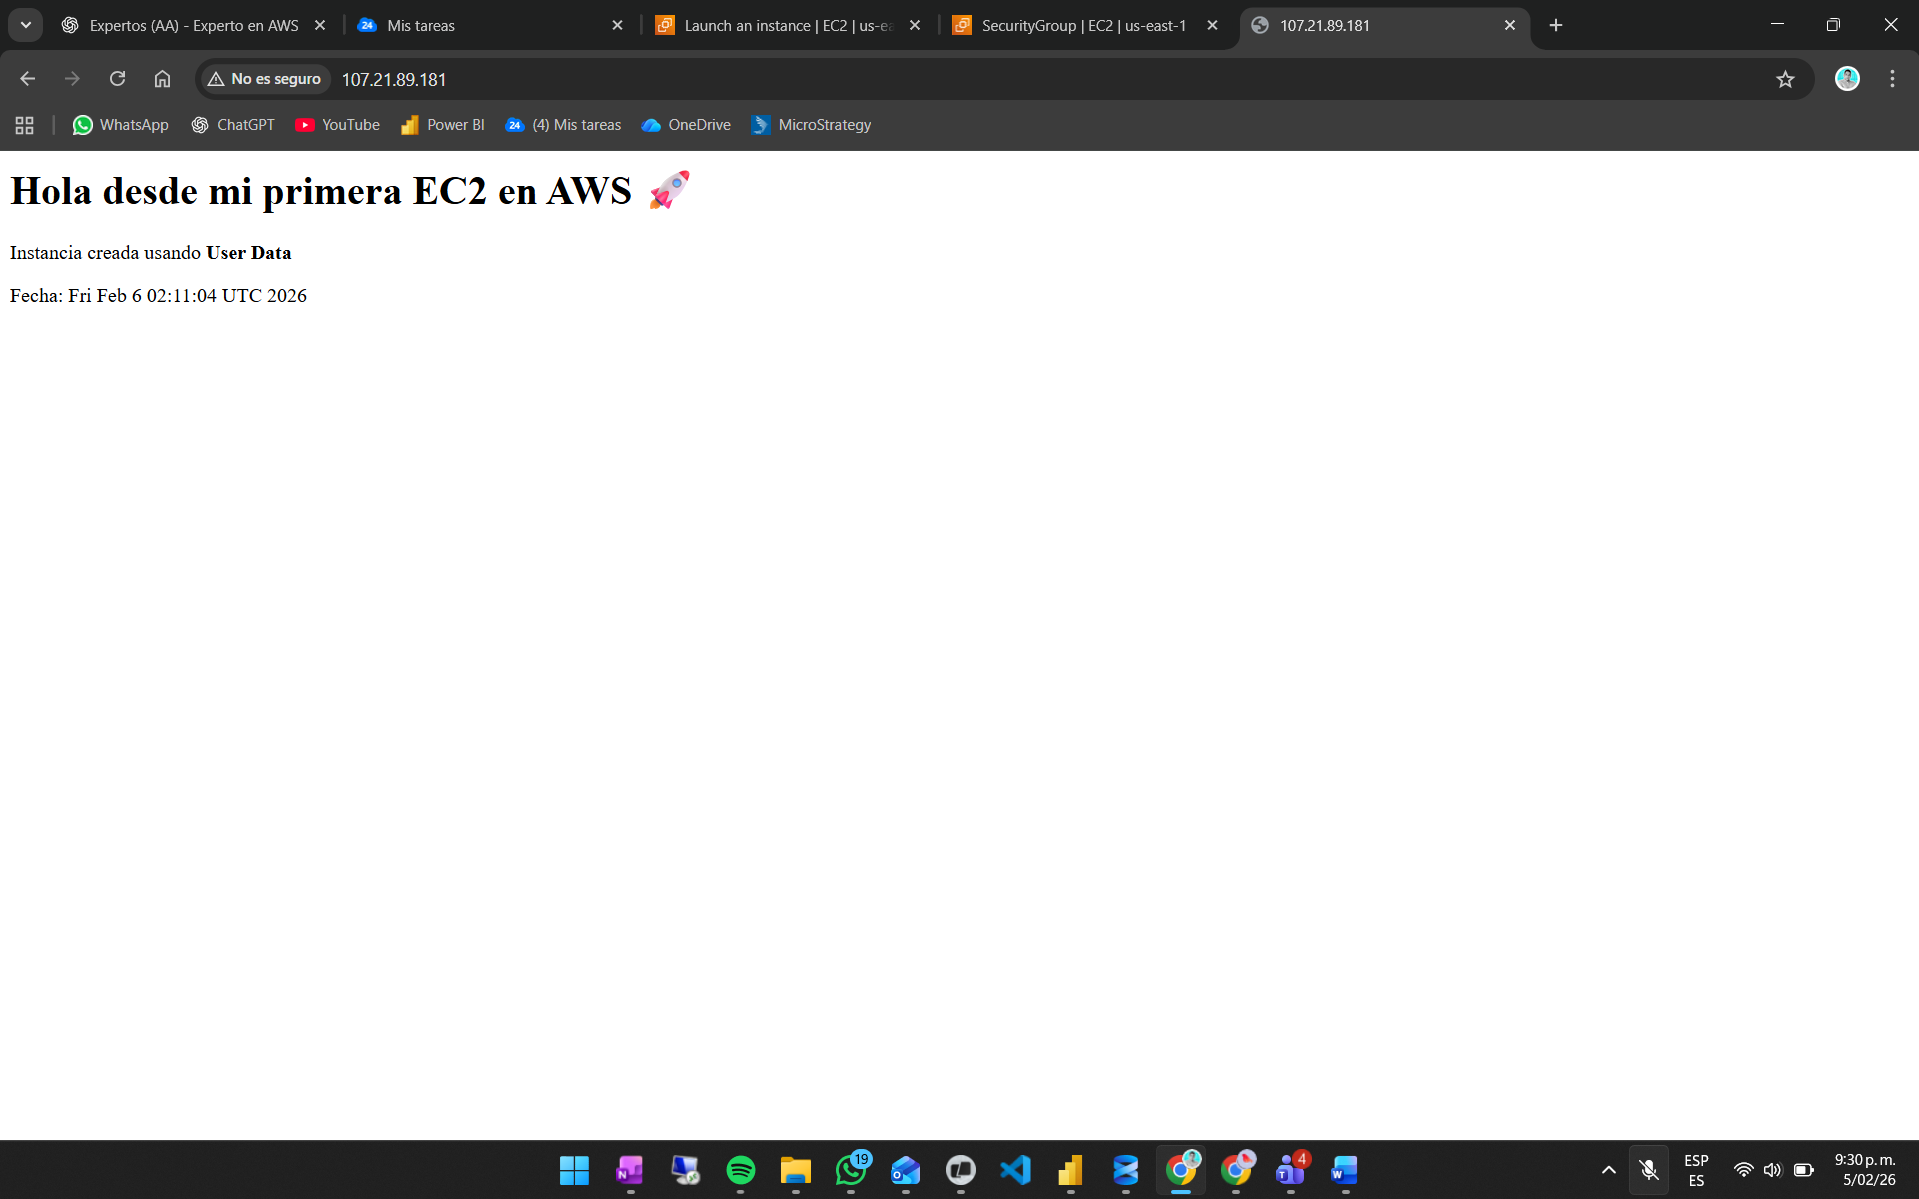 Expertos (AA) - Experto en AWS
Mis tareas
Launch an instance | EC2 | us-ea
SecurityGroup | EC2 | us-east-1
107.21.89.181
No es seguro
107.21.89.181
WhatsApp
ChatGPT
YouTube
Power BI
24
(4) Mis tareas
OneDrive
MicroStrategy
Hola desde mi primera EC2 en AWS 🚀
Instancia creada usando User Data
Fecha: Fri Feb 6 02:11:04 UTC 2026
19
4
ESP
ES
9:30 p. m.
5/02/26